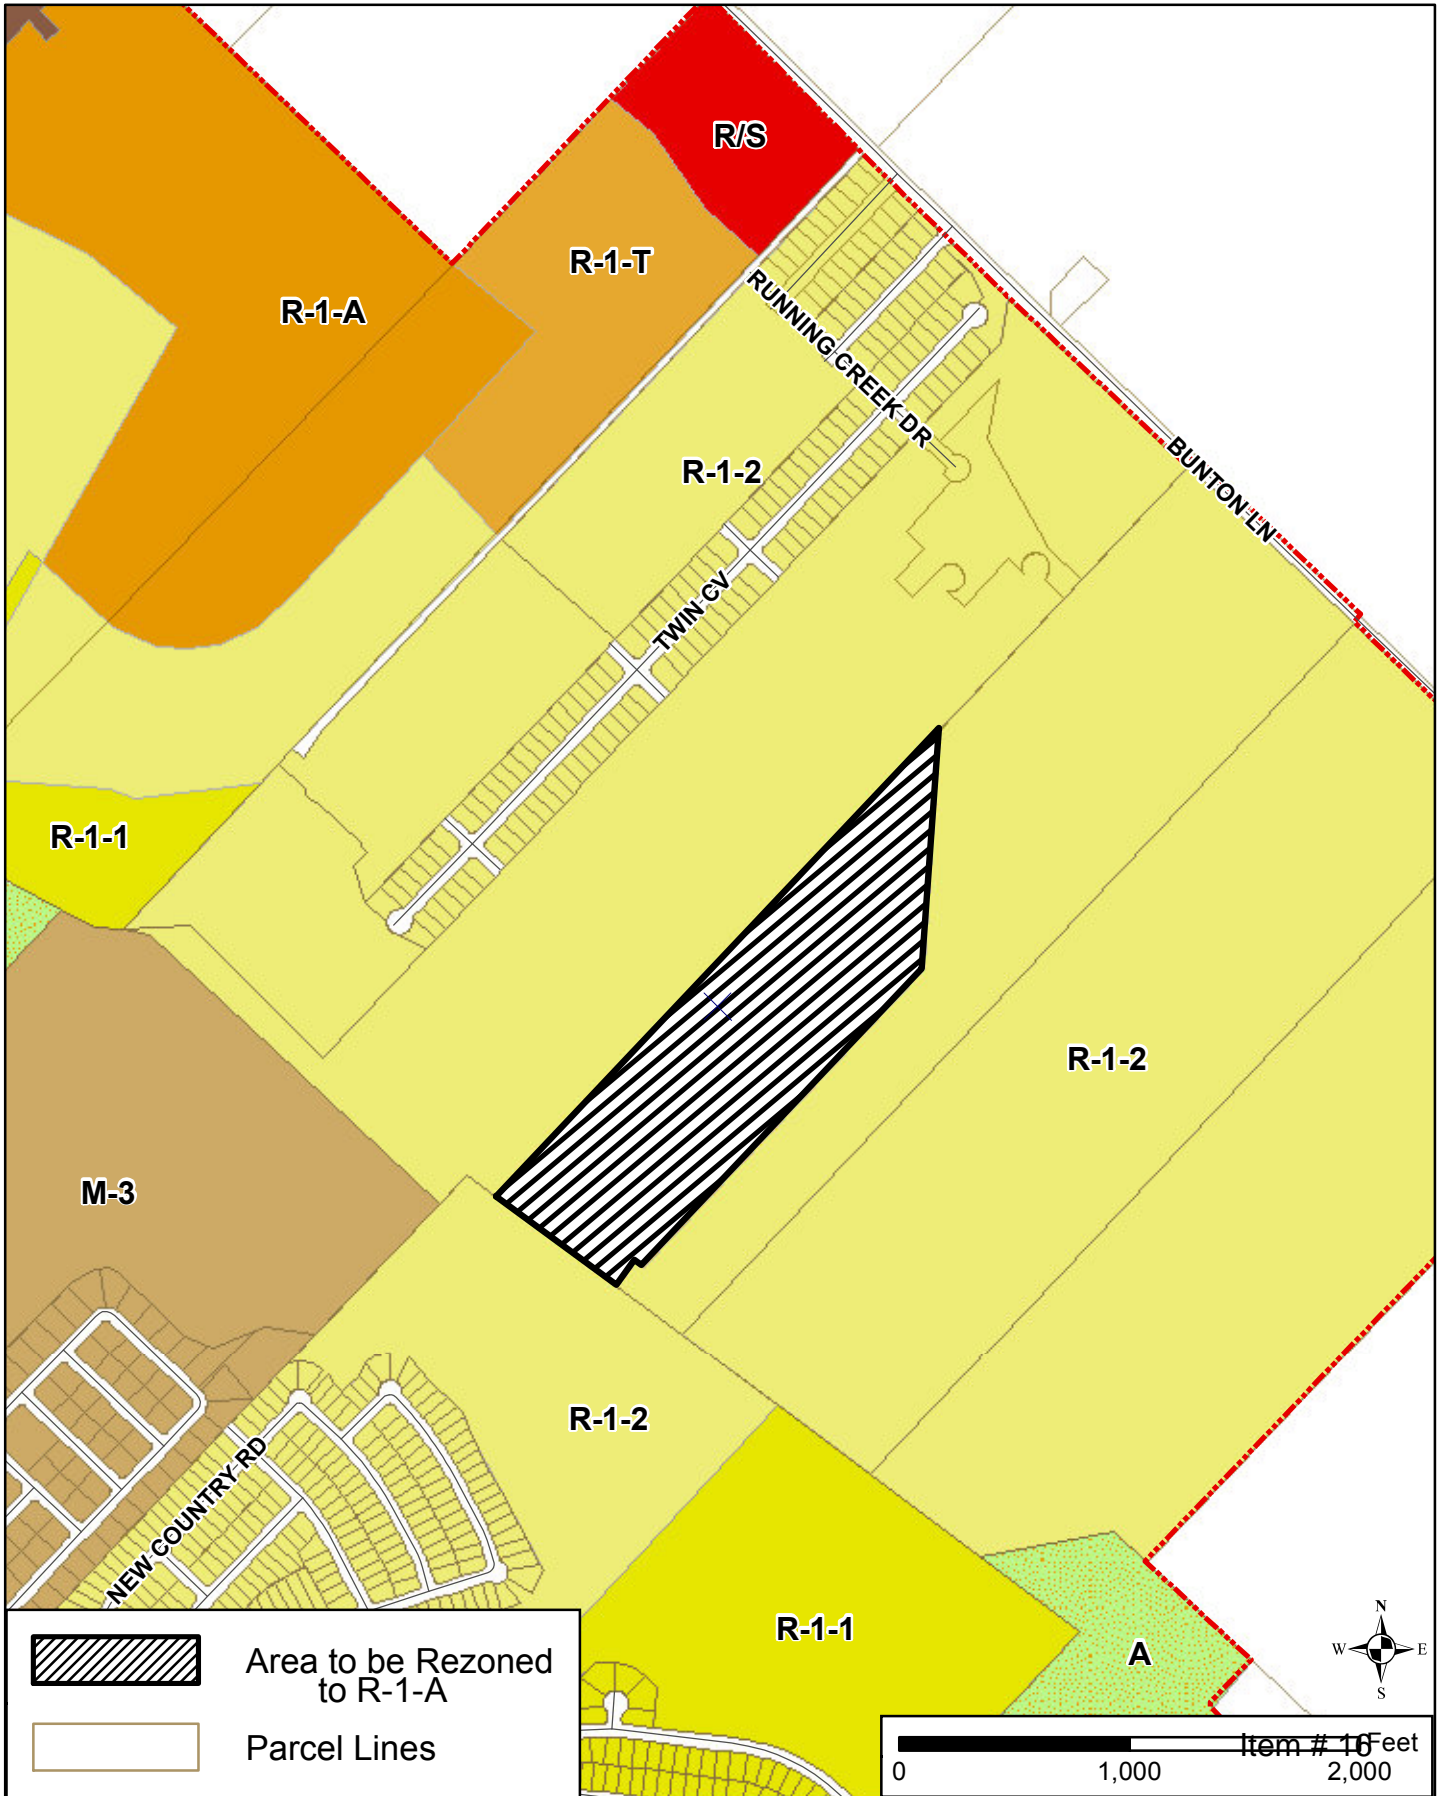 R/S
R-1-T
R-1-A
RUNNING CREEK DR
R-1-2
BUNTON LN
TWIN CV
R-1-1
R-1-2
M-3
R-1-2
NEW COUNTRY RD
R-1-1
A
N
W
E
S
Area to be Rezoned
to R-1-A
Parcel Lines
Item # 16
Feet
0
1,000
2,000